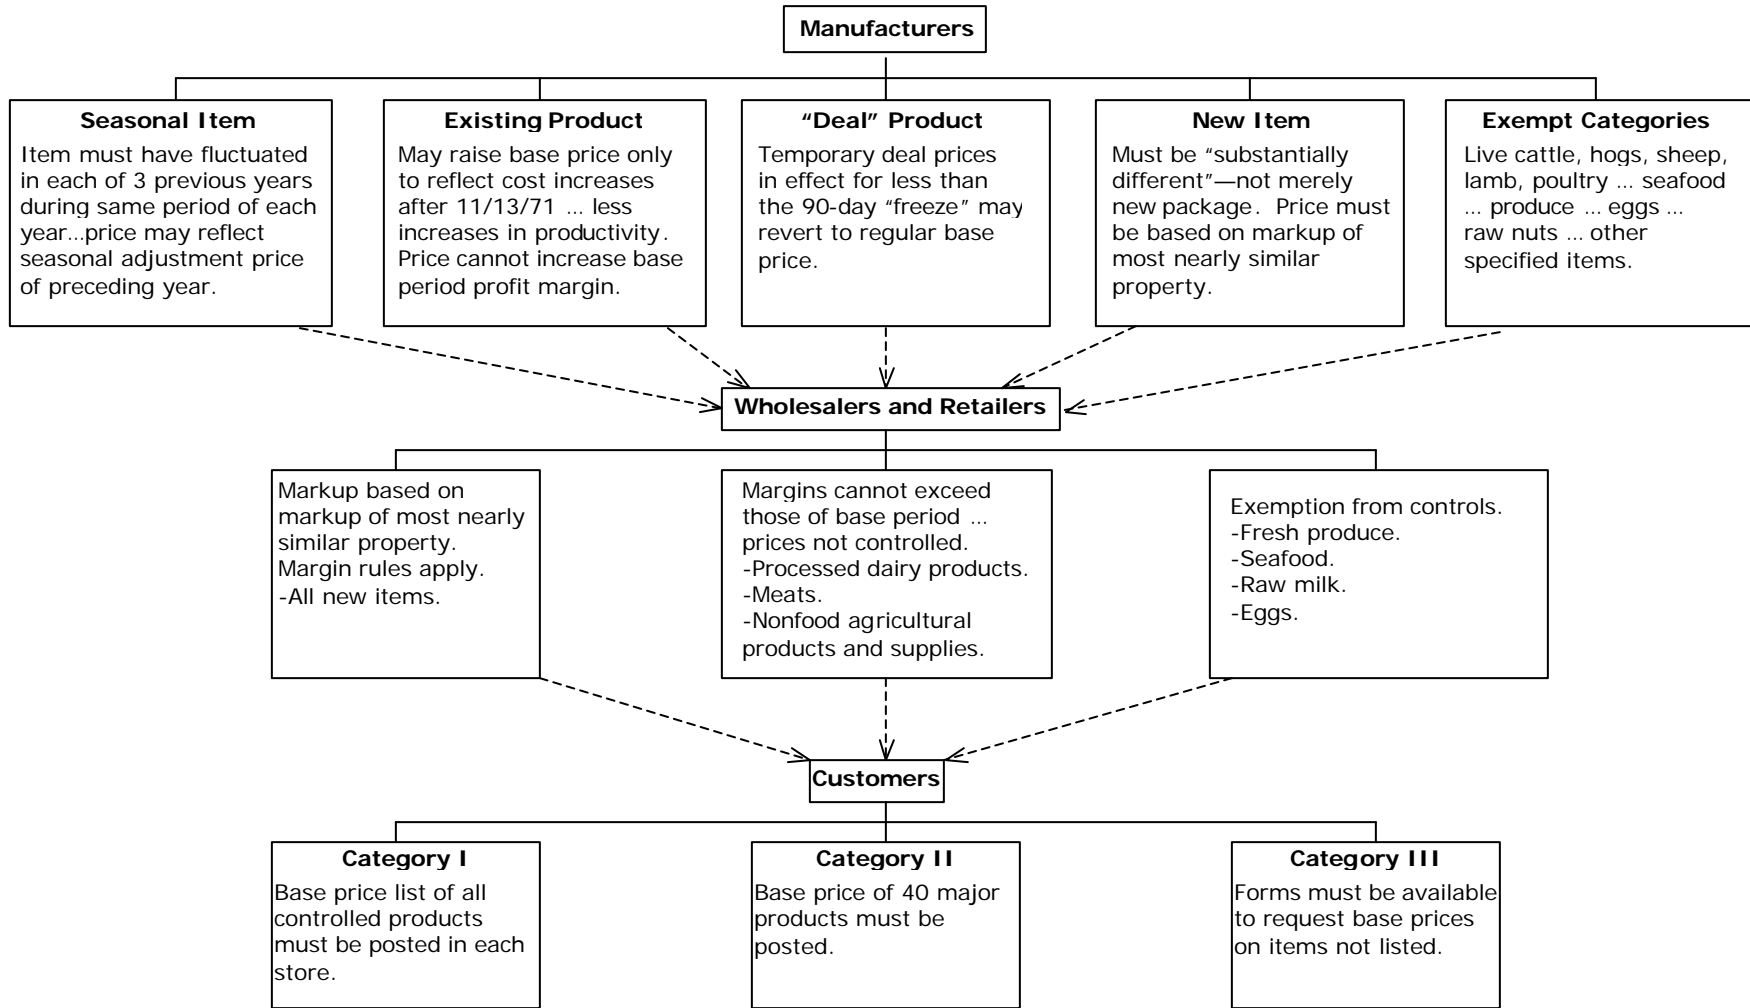 Manufacturers
Seasonal Item
Item must have fluctuated
in each of 3 previous years
during same period of each
year...price may reflect
seasonal adjustment price
of preceding year.
Existing Product
May raise base price only
to reflect cost increases
after 11/13/71 ... less
increases in productivity.
Price cannot increase base
period profit margin.
“Deal” Product
Temporary deal prices
in effect for less than
the 90-day “freeze” may
revert to regular base
price.
New Item
Must be “substantially
different”—not merely
new package. Price must
be based on markup of
most nearly similar
property.
Exempt Categories
Live cattle, hogs, sheep,
lamb, poultry ... seafood
... produce ... eggs ...
raw nuts ... other
specified items.
Wholesalers and Retailers
Markup based on
markup of most nearly
similar property.
Margin rules apply.
-All new items.
Margins cannot exceed
those of base period ...
prices not controlled.
-Processed dairy products.
-Meats.
-Nonfood agricultural
products and supplies.
Exemption from controls.
-Fresh produce.
-Seafood.
-Raw milk.
-Eggs.
Customers
Category I
Base price list of all
controlled products
must be posted in each
store.
Category II
Base price of 40 major
products must be
posted.
Category III
Forms must be available
to request base prices
on items not listed.